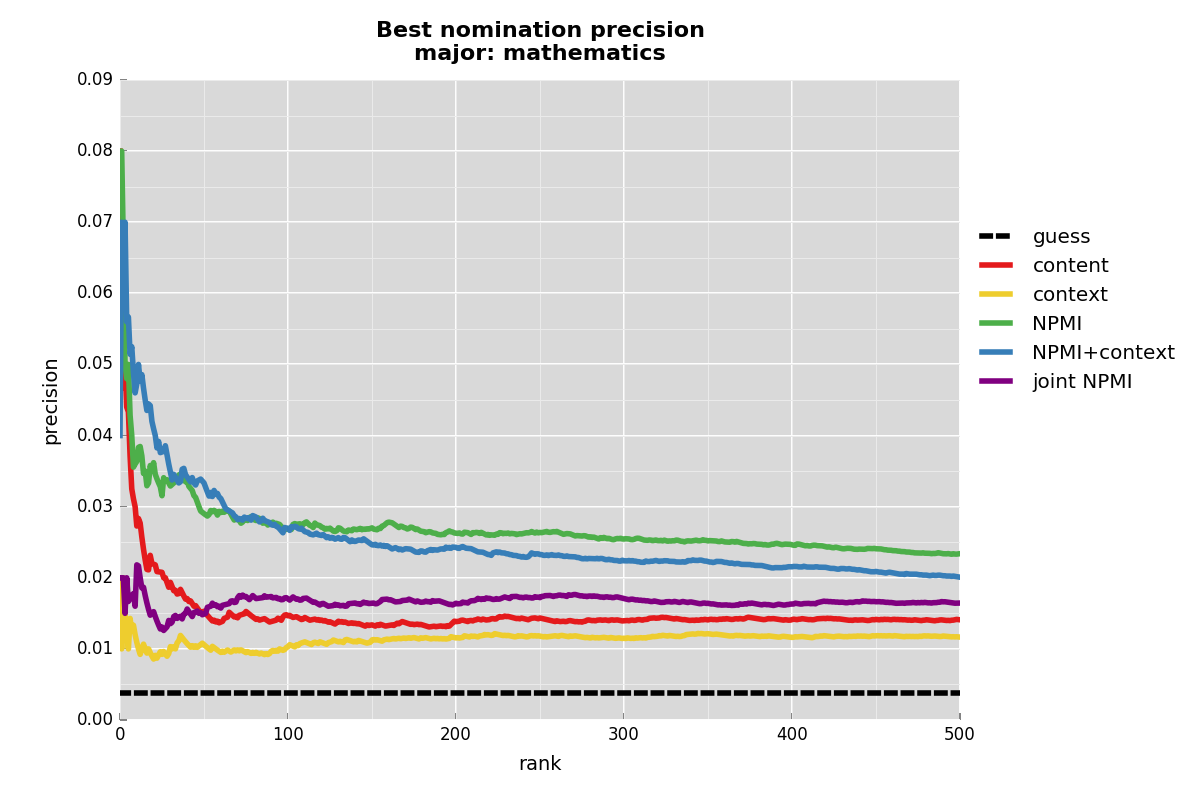 Best nomination precision
major: mathematics
0.09
0.08
0.07
0.06
0.05
0.04
0.03
0.02
0.01
0.00
precision
0 100 200 300 400 500
rank
guess
content
context
NPMI
NPMI+context
joint NPMI